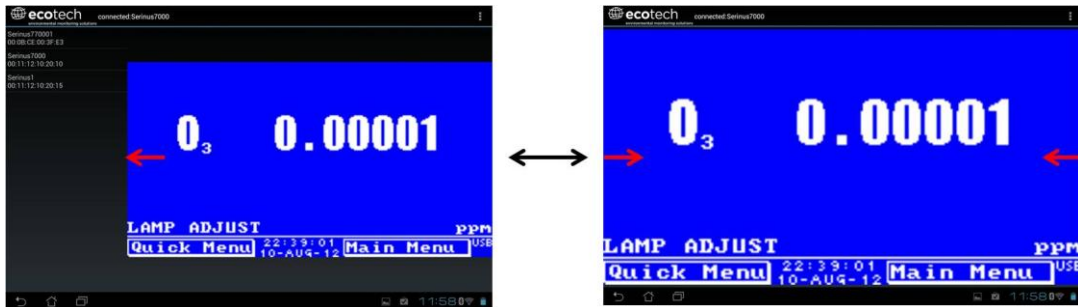 ecotech connected:Serinus7000
environmental monitoring solutions
Serinus770001
00:0B:CE:00:3F:E3
Serinus7000
00:11:12:10:20:10
Serinus1
00:11:12:10:20:15
O3 0.00001
LAMP ADJUST ppm
Quick Menu 22:39:01 10-AUG-12 Main Menu USB
11:58
ecotech connected:Serinus7000
environmental monitoring solutions
O3 0.00001
LAMP ADJUST ppm
Quick Menu 22:39:01 10-AUG-12 Main Menu USB
11:58